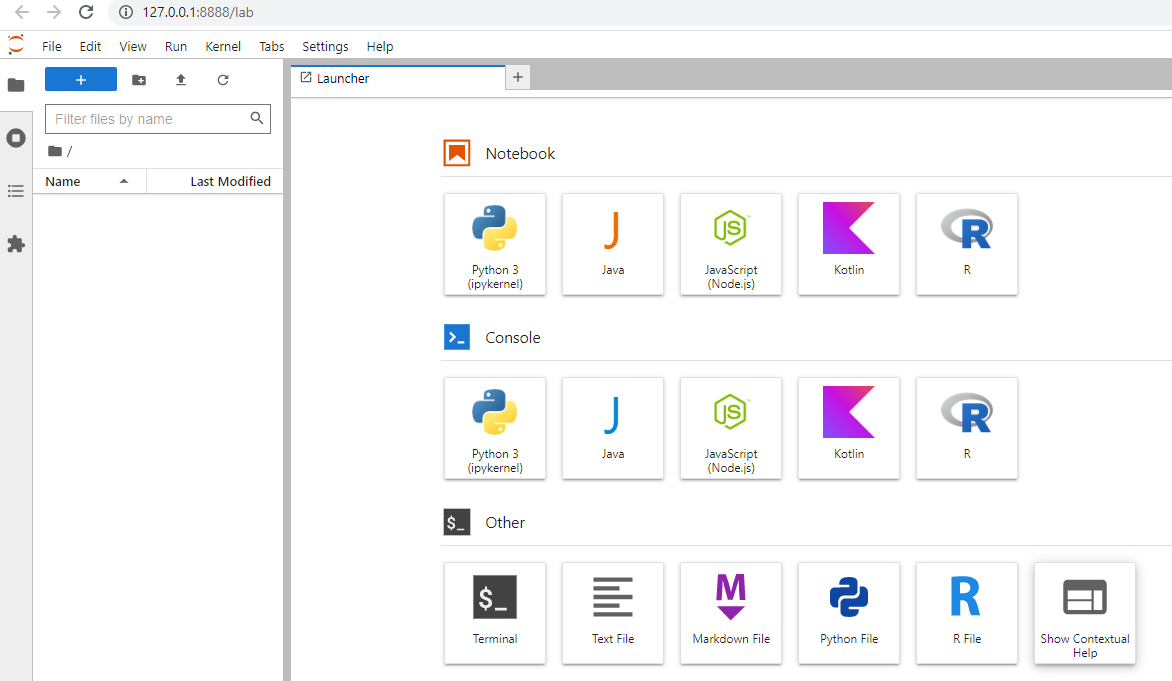 127.0.0.1:8888/lab
File Edit View Run Kernel Tabs Settings Help
+
Launcher
+
Filter files by name
/
Name Last Modified
Notebook
Python 3
(ipykernel)
J
Java
JS
JavaScript
(Node.js)
Kotlin
R
R
>_ Console
Python 3
(ipykernel)
J
Java
JS
JavaScript
(Node.js)
Kotlin
R
R
$_ Other
$_
Terminal
Text File
M
Markdown File
Python File
R
R File
Show Contextual
Help